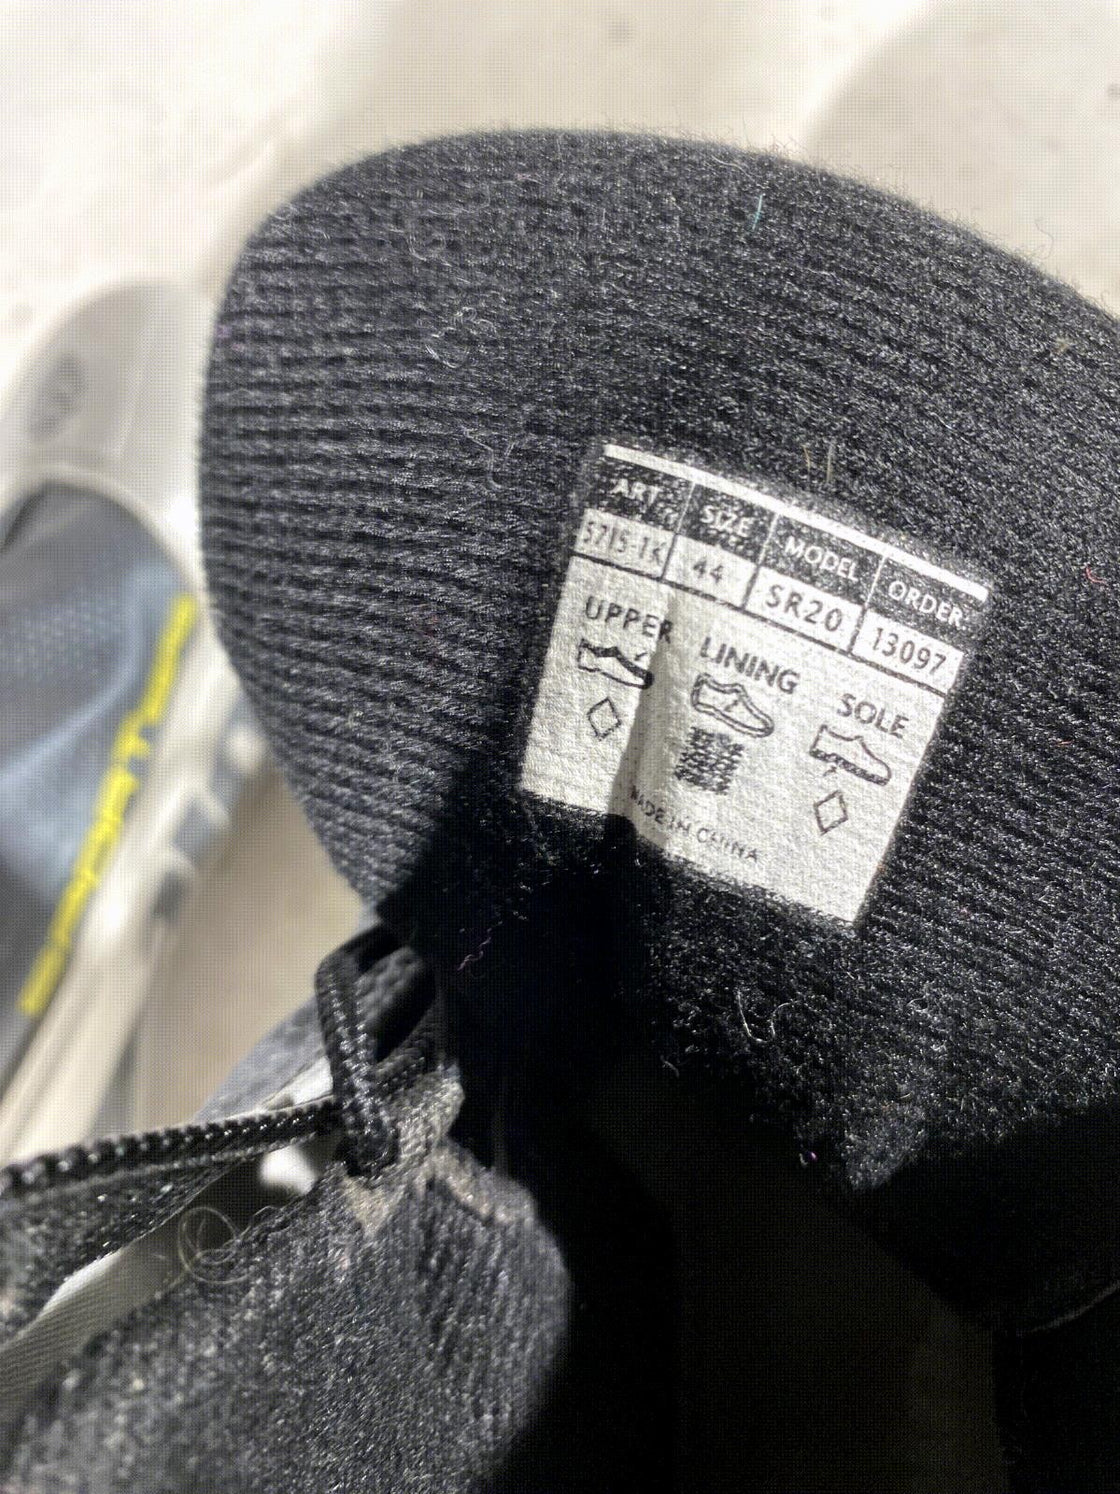 ART SIZE MODEL ORDER
5715-1K 44 SR20 13097
UPPER LINING SOLE
MADE IN CHINA